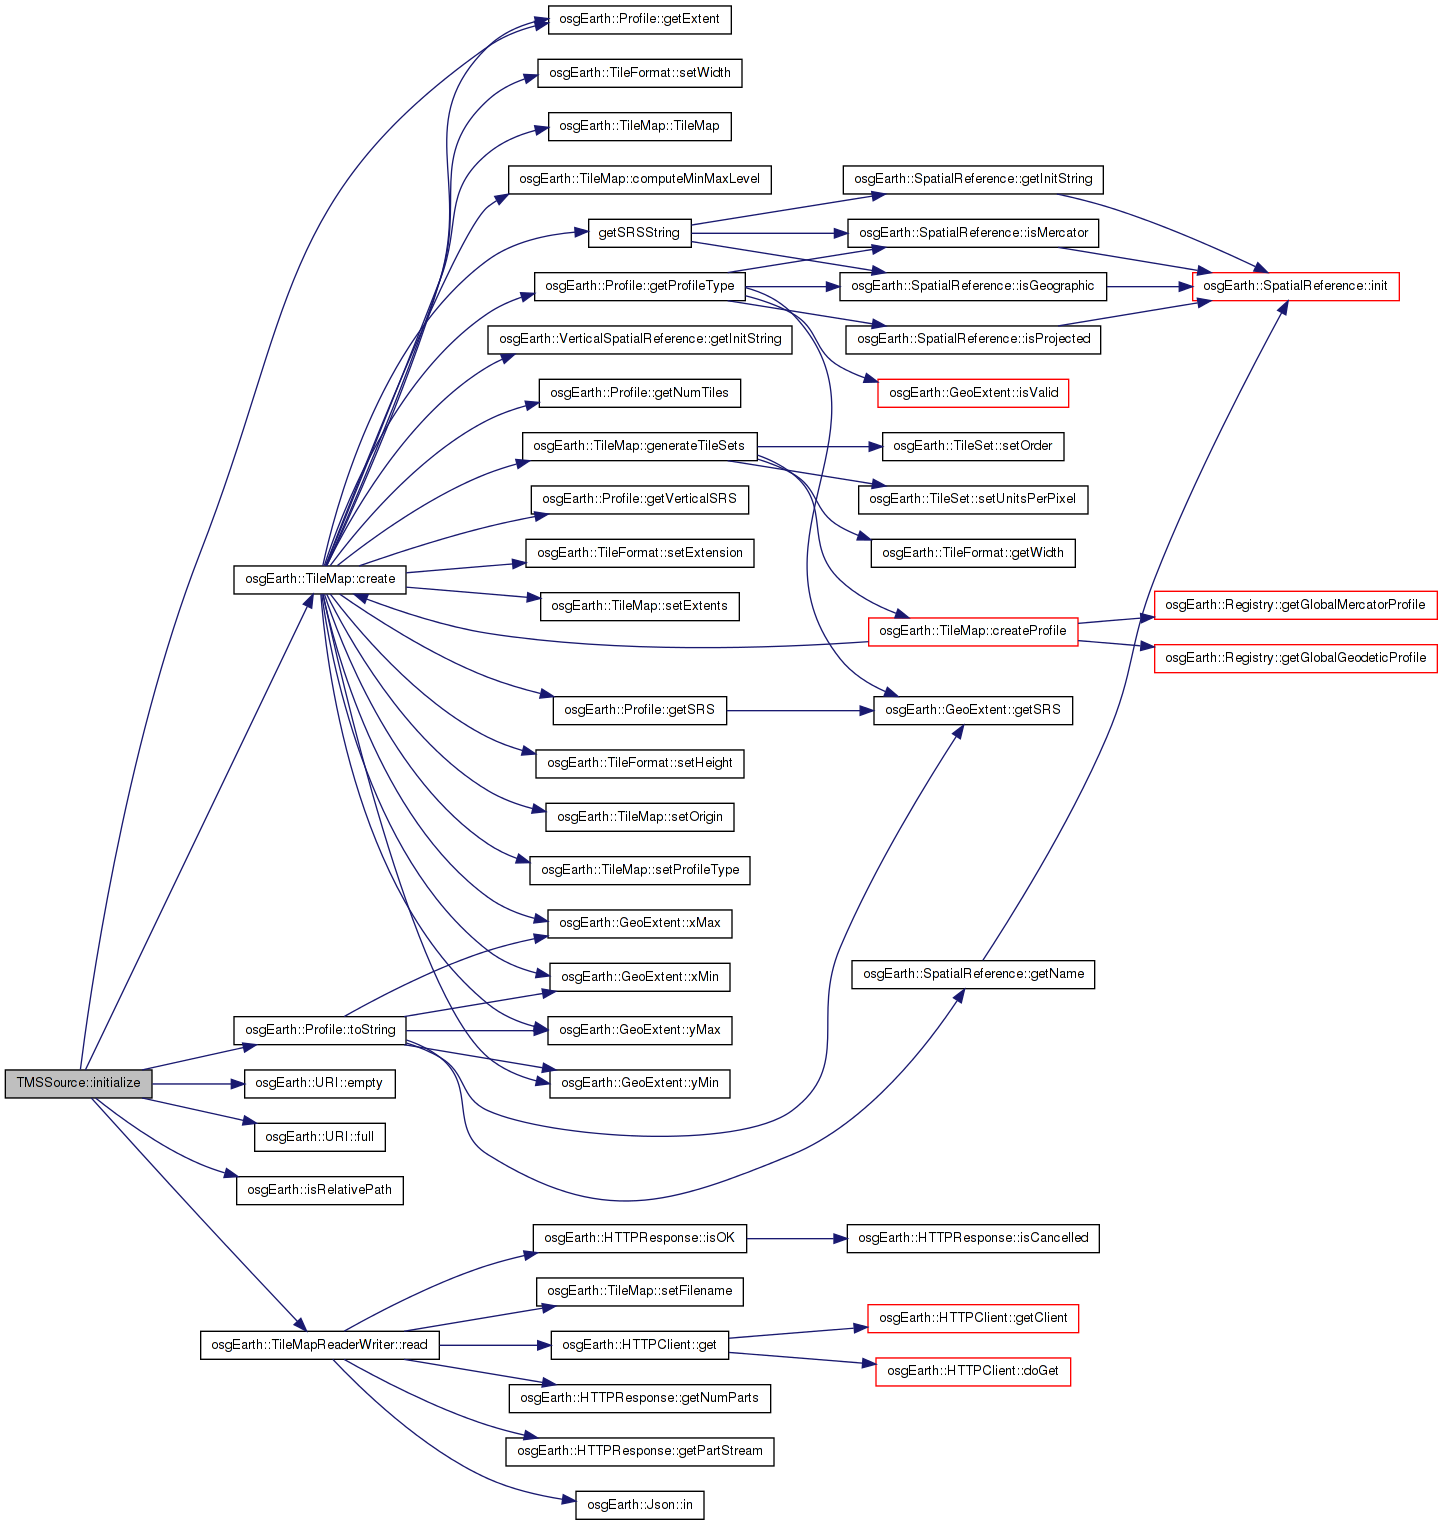 osgEarth::Profile::getExtent
osgEarth::TileFormat::setWidth
osgEarth::TileMap::TileMap
osgEarth::TileMap::computeMinMaxLevel
osgEarth::SpatialReference::getInitString
getSRSString
osgEarth::SpatialReference::isMercator
osgEarth::Profile::getProfileType
osgEarth::SpatialReference::isGeographic
osgEarth::SpatialReference::init
osgEarth::VerticalSpatialReference::getInitString
osgEarth::SpatialReference::isProjected
osgEarth::Profile::getNumTiles
osgEarth::GeoExtent::isValid
osgEarth::TileMap::generateTileSets
osgEarth::TileSet::setOrder
osgEarth::Profile::getVerticalSRS
osgEarth::TileSet::setUnitsPerPixel
osgEarth::TileFormat::setExtension
osgEarth::TileFormat::getWidth
osgEarth::TileMap::create
osgEarth::TileMap::setExtents
osgEarth::Registry::getGlobalMercatorProfile
osgEarth::TileMap::createProfile
osgEarth::Registry::getGlobalGeodeticProfile
osgEarth::Profile::getSRS
osgEarth::GeoExtent::getSRS
osgEarth::TileFormat::setHeight
osgEarth::TileMap::setOrigin
osgEarth::TileMap::setProfileType
osgEarth::GeoExtent::xMax
osgEarth::GeoExtent::xMin
osgEarth::SpatialReference::getName
osgEarth::Profile::toString
osgEarth::GeoExtent::yMax
TMSSource::initialize
osgEarth::URI::empty
osgEarth::GeoExtent::yMin
osgEarth::URI::full
osgEarth::isRelativePath
osgEarth::HTTPResponse::isOK
osgEarth::HTTPResponse::isCancelled
osgEarth::TileMap::setFilename
osgEarth::HTTPClient::getClient
osgEarth::TileMapReaderWriter::read
osgEarth::HTTPClient::get
osgEarth::HTTPClient::doGet
osgEarth::HTTPResponse::getNumParts
osgEarth::HTTPResponse::getPartStream
osgEarth::Json::in